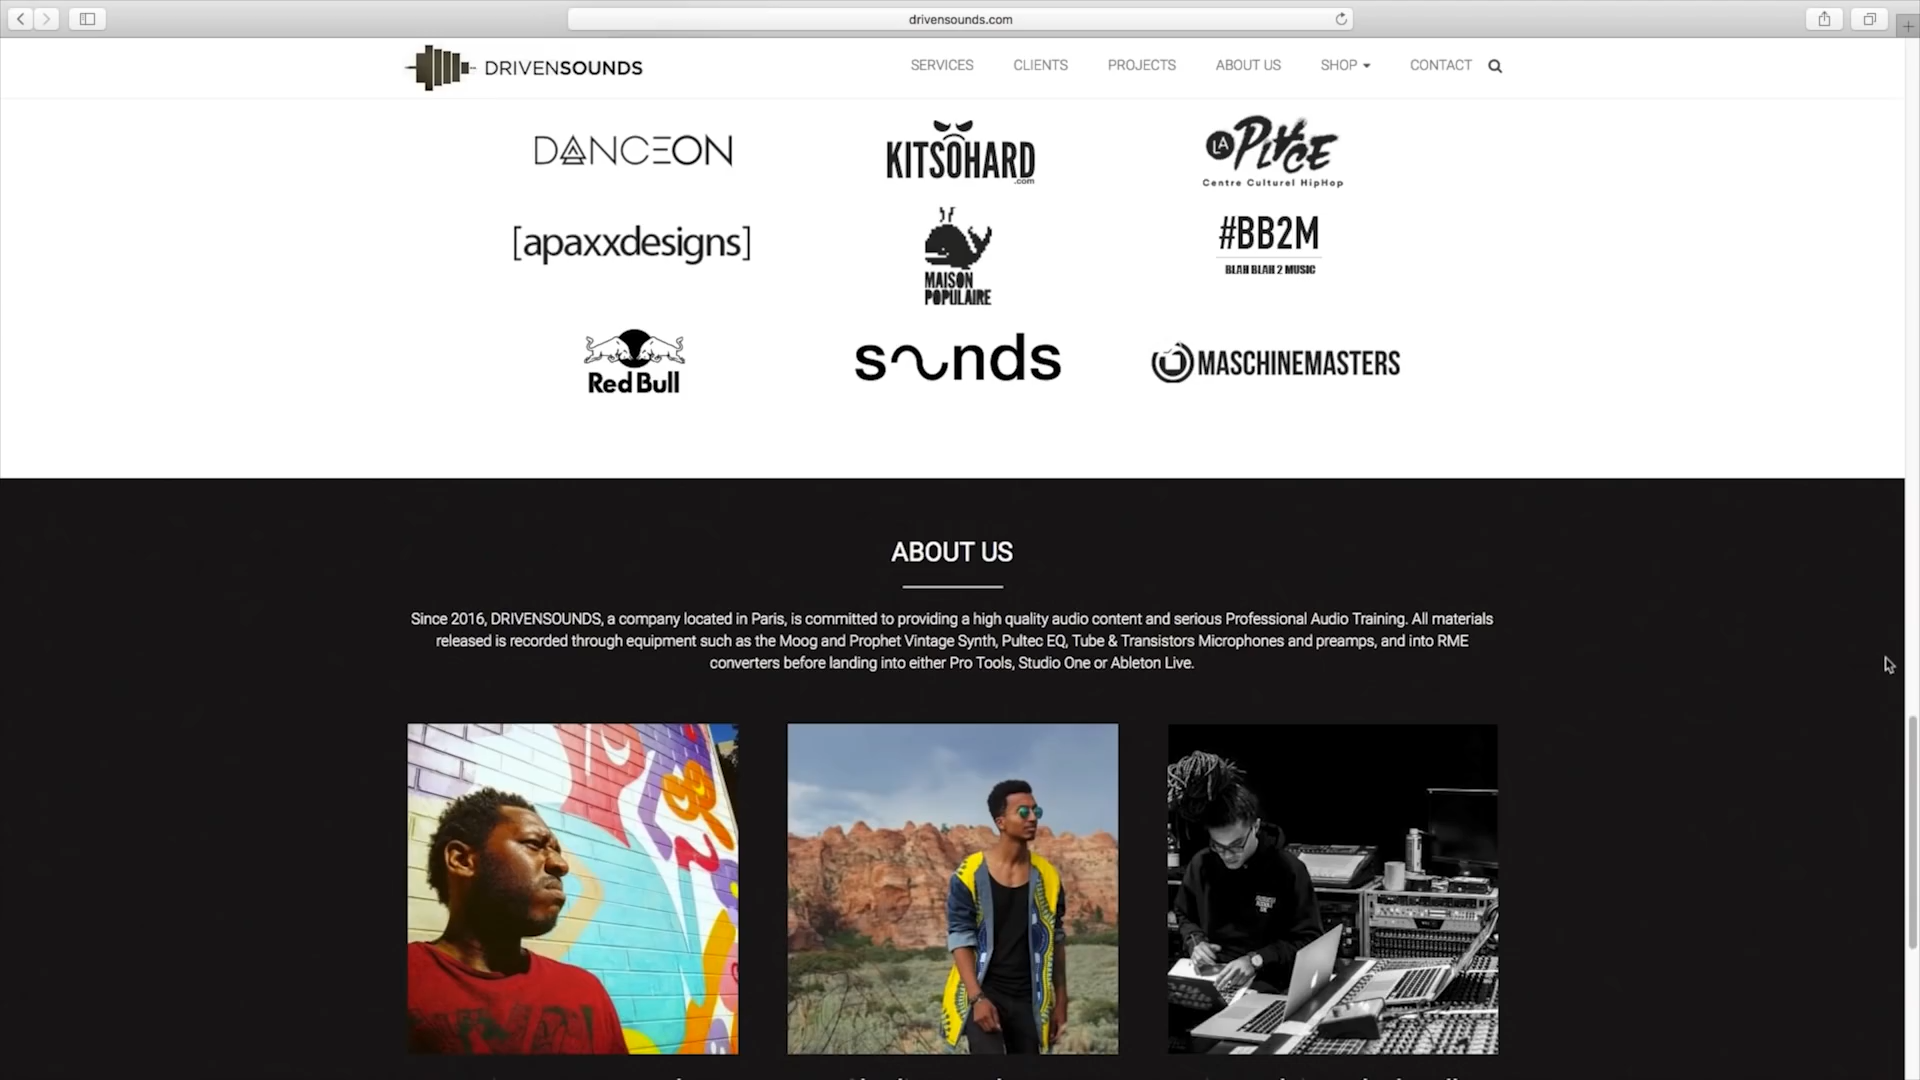 drivensounds.com
DRIVENSOUNDS
SERVICES CLIENTS PROJECTS ABOUT US SHOP CONTACT
DANCEON
KITSOHARD
.com
LA PLACE
Centre Culturel HipHop
[apaxxdesigns]
MAISON
POPULAIRE
#BB2M
BLAH BLAH 2 MUSIC
Red Bull
sounds
MASCHINEMASTERS
ABOUT US
Since 2016, DRIVENSOUNDS, a company located in Paris, is committed to providing a high quality audio content and serious Professional Audio Training. All materials
released is recorded through equipment such as the Moog and Prophet Vintage Synth, Pultec EQ, Tube & Transistors Microphones and preamps, and into RME
converters before landing into either Pro Tools, Studio One or Ableton Live.